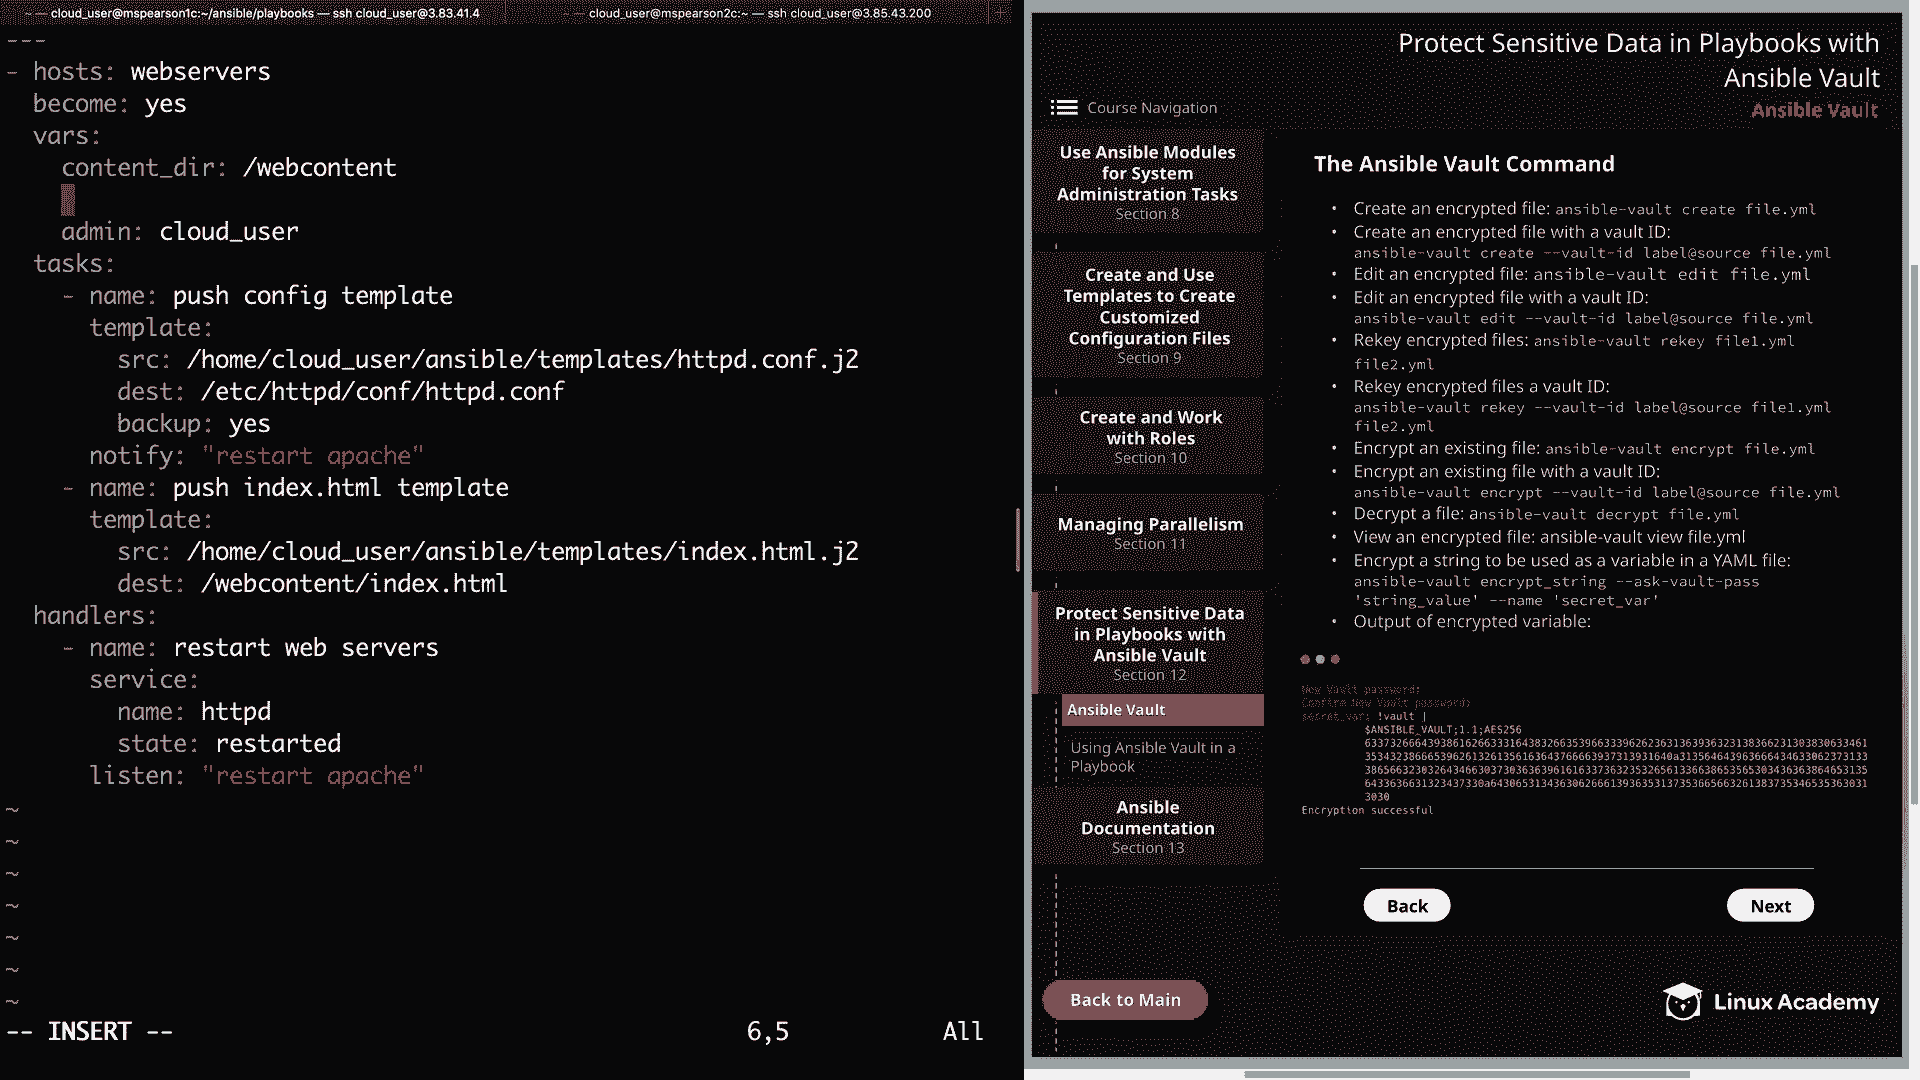 cloud_user@mspearson1c:~/ansible/playbooks — ssh cloud_user@3.83.41.4
cloud_user@mspearson2c:~ — ssh cloud_user@3.85.43.200
---
- hosts: webservers
become: yes
vars:
content_dir: /webcontent
admin: cloud_user
tasks:
- name: push config template
template:
src: /home/cloud_user/ansible/templates/httpd.conf.j2
dest: /etc/httpd/conf/httpd.conf
backup: yes
notify: "restart apache"
- name: push index.html template
template:
src: /home/cloud_user/ansible/templates/index.html.j2
dest: /webcontent/index.html
handlers:
- name: restart web servers
service:
name: httpd
state: restarted
listen: "restart apache"
~
~
~
~
~
~
~
-- INSERT --
6,5
All
Protect Sensitive Data in Playbooks with
Ansible Vault
Ansible Vault
Course Navigation
Use Ansible Modules
for System
Administration Tasks
Section 8
Create and Use
Templates to Create
Customized
Configuration Files
Section 9
Create and Work
with Roles
Section 10
Managing Parallelism
Section 11
Protect Sensitive Data
in Playbooks with
Ansible Vault
Section 12
Ansible Vault
Using Ansible Vault in a
Playbook
Ansible
Documentation
Section 13
Back to Main
The Ansible Vault Command
• Create an encrypted file: ansible-vault create file.yml
• Create an encrypted file with a vault ID:
ansible-vault create --vault-id label@source file.yml
• Edit an encrypted file: ansible-vault edit file.yml
• Edit an encrypted file with a vault ID:
ansible-vault edit --vault-id label@source file.yml
• Rekey encrypted files: ansible-vault rekey file1.yml
file2.yml
• Rekey encrypted files a vault ID:
ansible-vault rekey --vault-id label@source file1.yml
file2.yml
• Encrypt an existing file: ansible-vault encrypt file.yml
• Encrypt an existing file with a vault ID:
ansible-vault encrypt --vault-id label@source file.yml
• Decrypt a file: ansible-vault decrypt file.yml
• View an encrypted file: ansible-vault view file.yml
• Encrypt a string to be used as a variable in a YAML file:
ansible-vault encrypt_string --ask-vault-pass
'string_value' --name 'secret_var'
• Output of encrypted variable:
New Vault password:
Confirm New Vault password:
secret_var: !vault |
$ANSIBLE_VAULT;1.1;AES256
3030
Encryption successful
Back
Next
Linux Academy